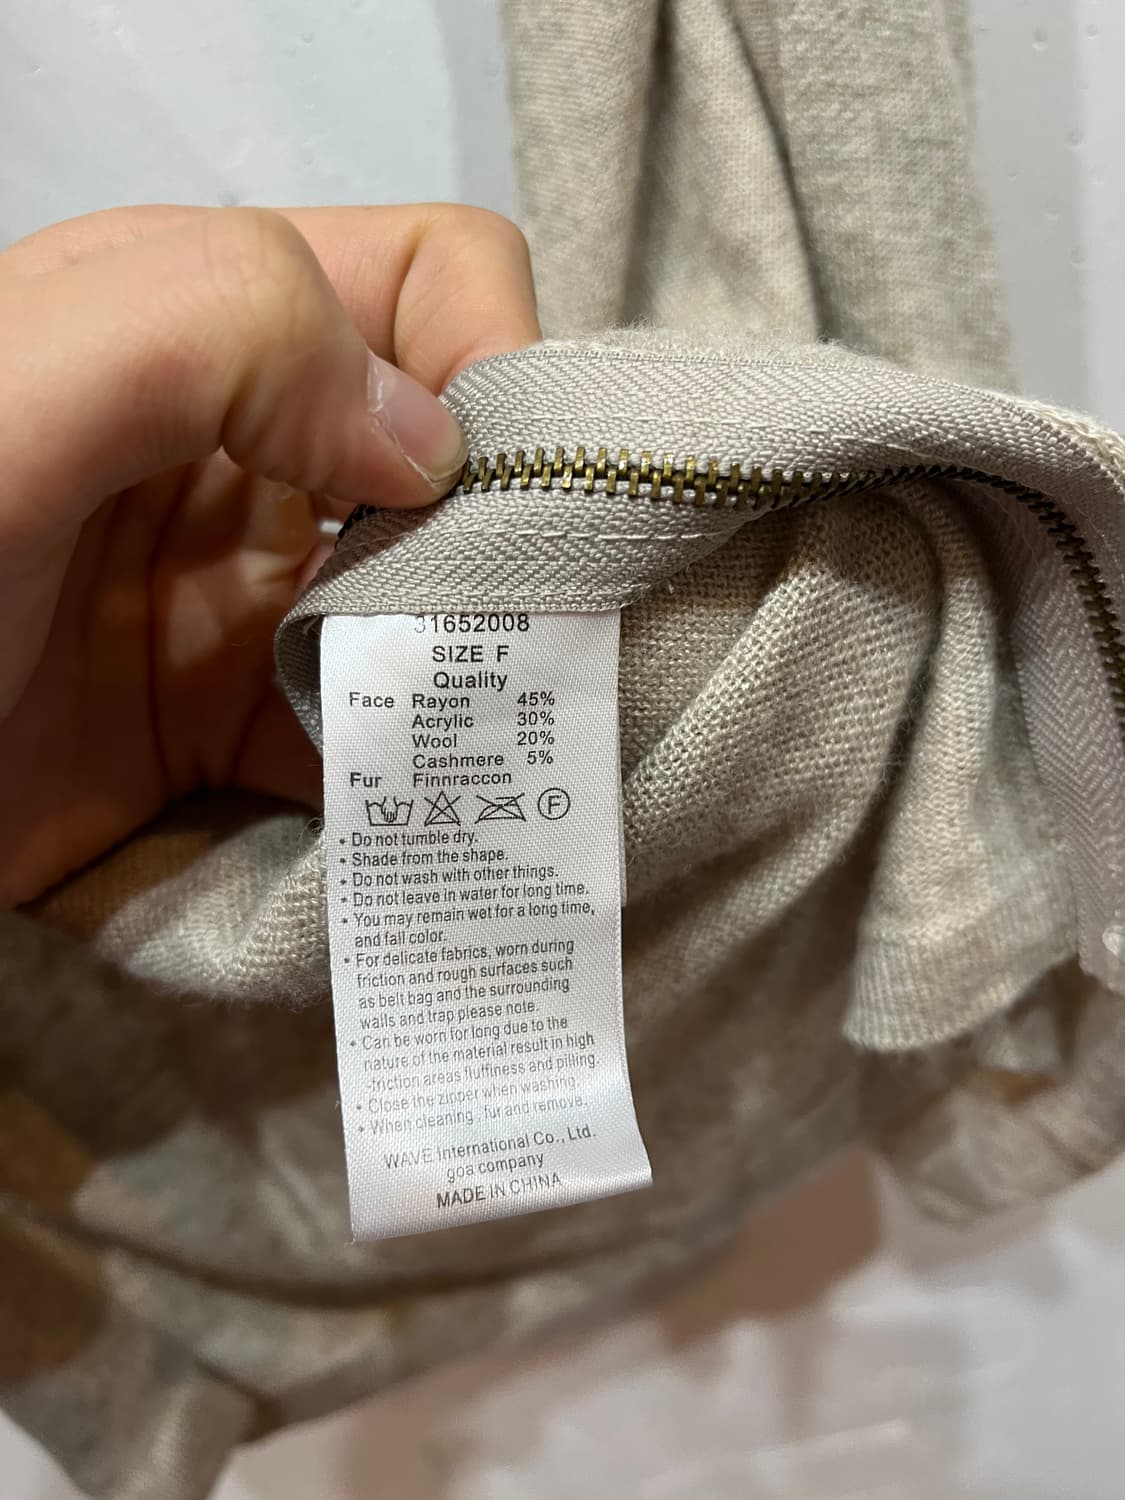 31652008
SIZE F
Quality
Face Rayon 45%
Acrylic 30%
Wool 20%
Cashmere 5%
Fur Finnraccon
F
• Do not tumble dry.
• Shade from the shape.
• Do not wash with other things.
• Do not leave in water for long time.
• You may remain wet for a long time,
and fall color.
• For delicate fabrics, worn during
friction and rough surfaces such
as belt bag and the surrounding
walls and trap please note.
• Can be worn for long due to the
nature of the material result in high
-friction areas fluffiness and pilling.
• Close the zipper when washing.
• When cleaning , fur and remove.
WAVE International Co., Ltd.
goa company
MADE IN CHINA